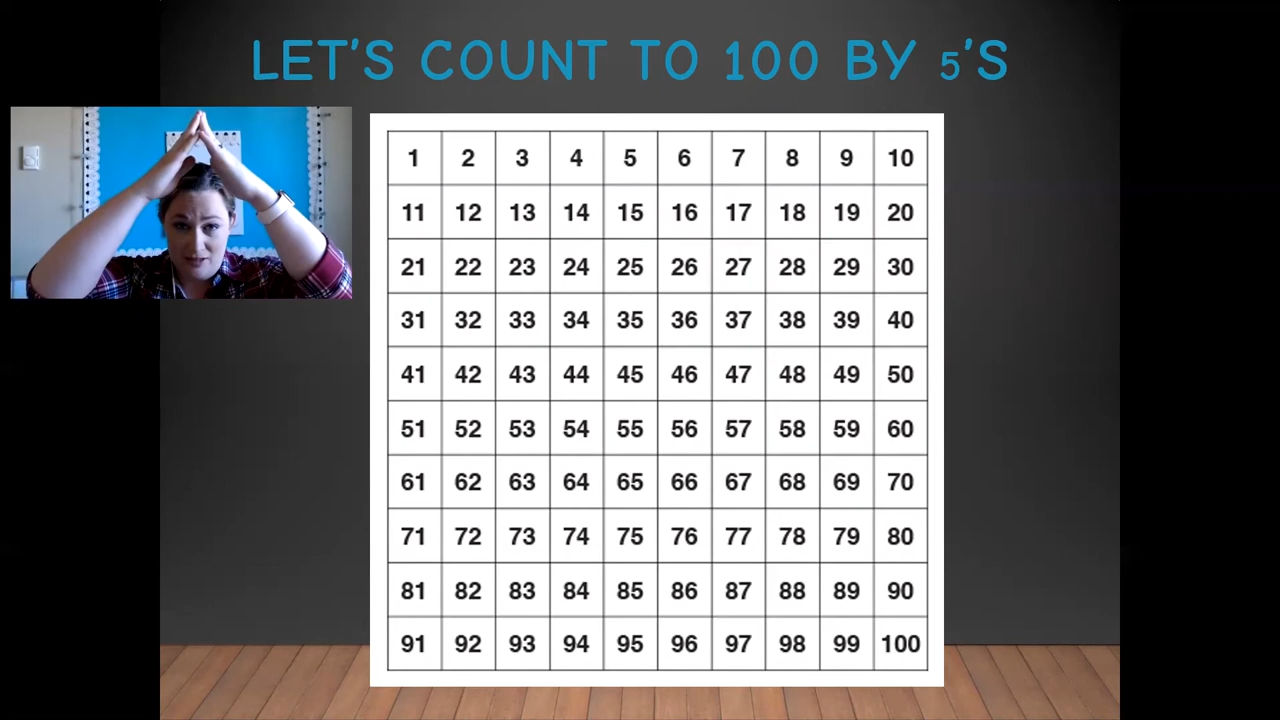 LET'S COUNT TO 100 BY 5'S
1 2 3 4 5 6 7 8 9 10
11 12 13 14 15 16 17 18 19 20
21 22 23 24 25 26 27 28 29 30
31 32 33 34 35 36 37 38 39 40
41 42 43 44 45 46 47 48 49 50
51 52 53 54 55 56 57 58 59 60
61 62 63 64 65 66 67 68 69 70
71 72 73 74 75 76 77 78 79 80
81 82 83 84 85 86 87 88 89 90
91 92 93 94 95 96 97 98 99 100